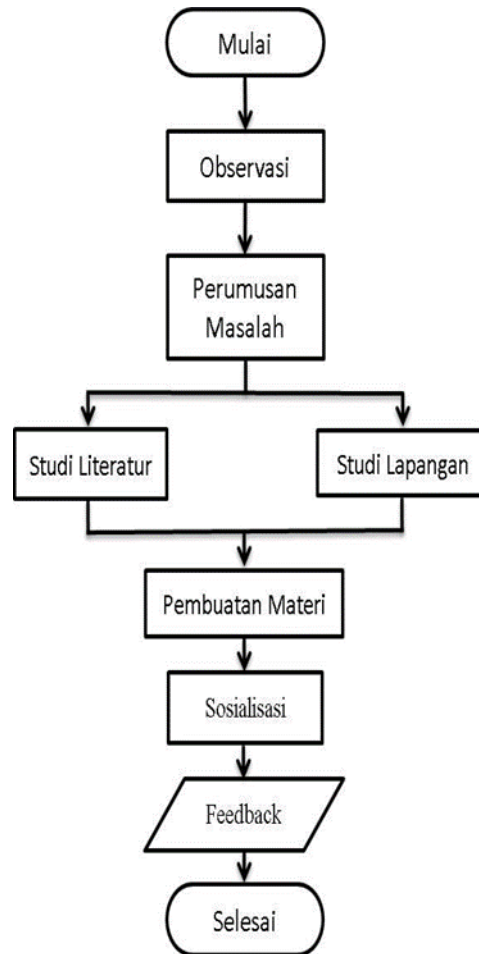 Mulai
Observasi
Perumusan
Masalah
Studi Literatur
Studi Lapangan
Pembuatan Materi
Sosialisasi
Feedback
Selesai